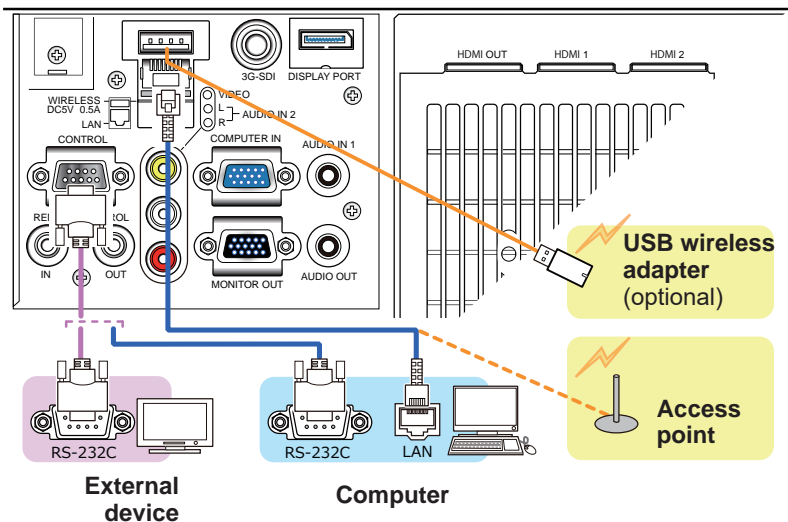 HDMI OUT
HDMI 1
HDMI 2
3G-SDI
DISPLAY PORT
WIRELESS
DC5V 0.5A
LAN
VIDEO
L
R
AUDIO IN 2
CONTROL
COMPUTER IN
AUDIO IN 1
IN
OUT
MONITOR OUT
AUDIO OUT
USB wireless
adapter
(optional)
Access
point
RS-232C
RS-232C
LAN
External
device
Computer